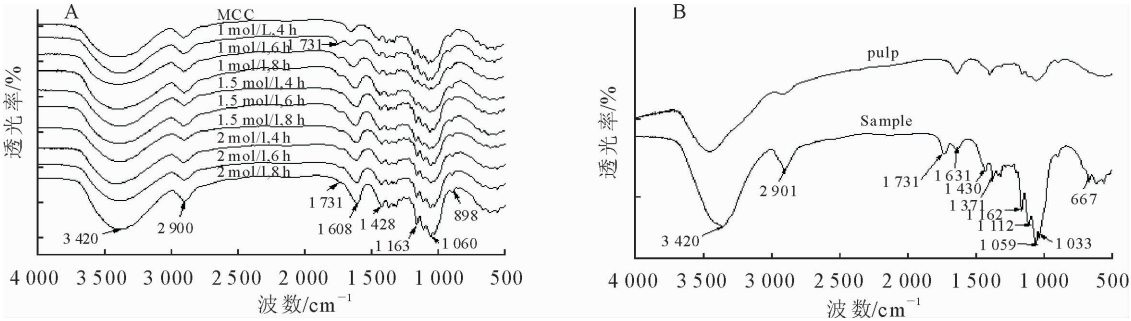 A
透光率/%
MCC
1 mol/L,4 h
1 mol/l,6 h
1 731
1 mol/l,8 h
1.5 mol/l,4 h
1.5 mol/l,6 h
1.5 mol/l,8 h
2 mol/l,4 h
2 mol/l,6 h
2 mol/l,8 h
3 420
2 900
1 731
1 608
1 428
1 163
1 060
898
4 000 3 500 3 000 2 500 2 000 1 500 1 000 500
波数/cm⁻¹
B
透光率/%
pulp
Sample
3 420
2 901
1 731
1 631
1 430
1 371
1 162
1 112
1 059
1 033
667
4 000 3 500 3 000 2 500 2 000 1 500 1 000 500
波数/cm⁻¹